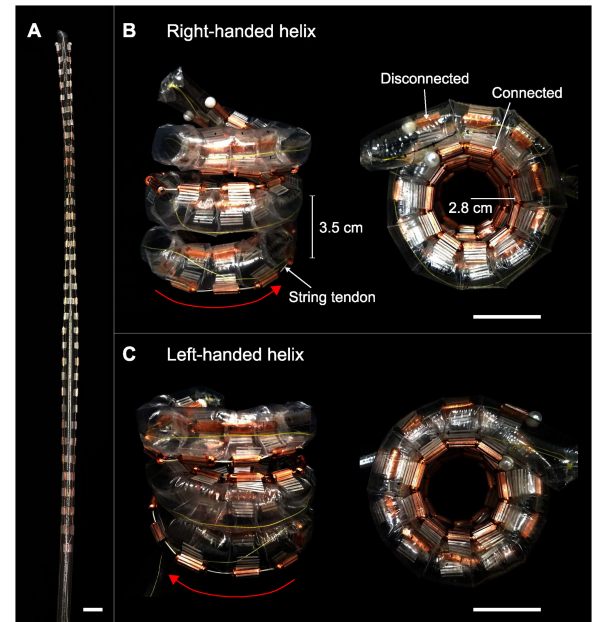 A
B
Right-handed helix
Disconnected
Connected
2.8 cm
3.5 cm
String tendon
C
Left-handed helix